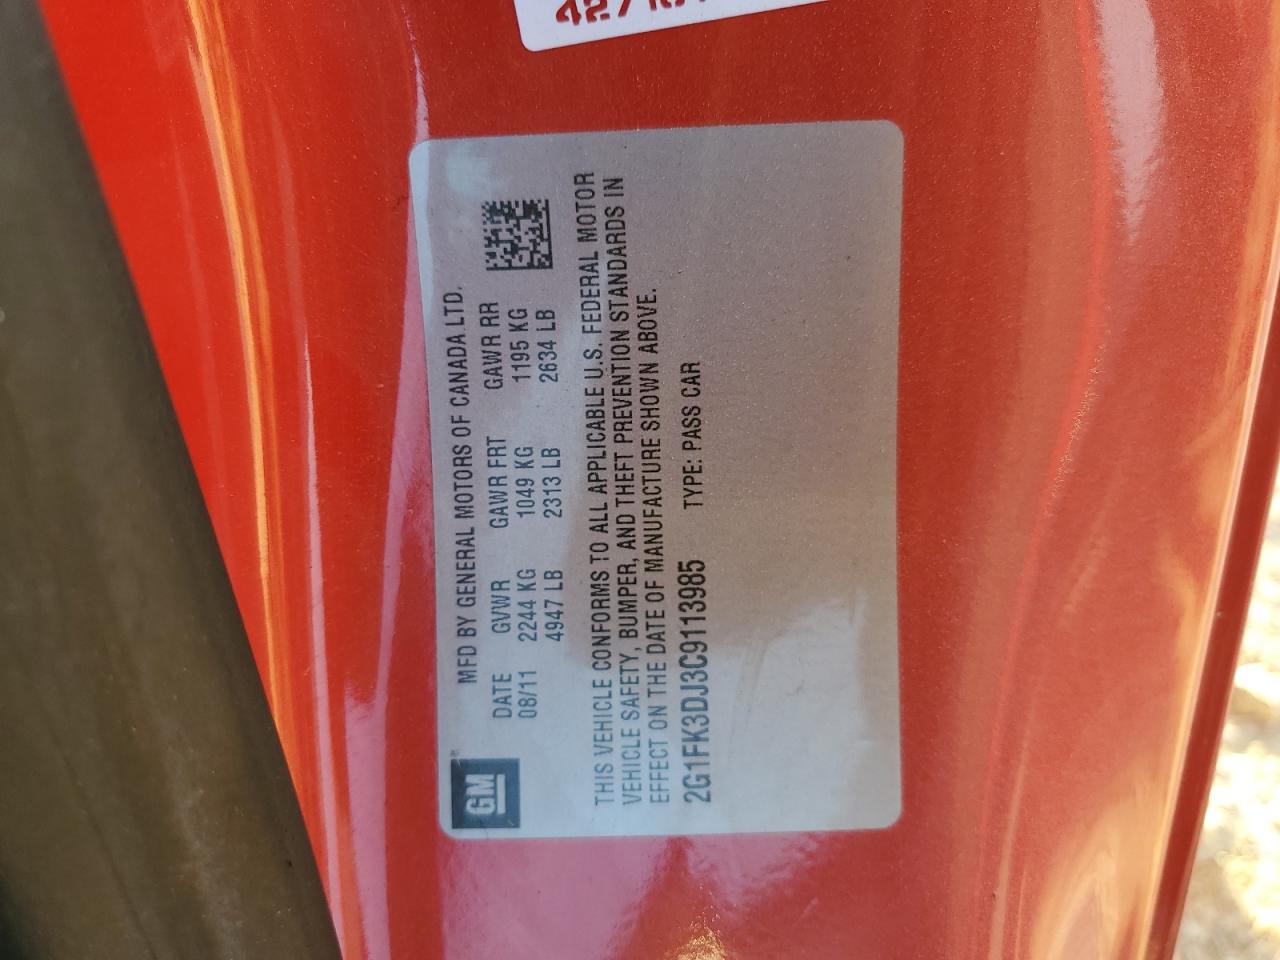 GM
MFD BY GENERAL MOTORS OF CANADA LTD.
DATE GVWR GAWR FRT GAWR RR
08/11 2244 KG 1049 KG 1195 KG
4947 LB 2313 LB 2634 LB
THIS VEHICLE CONFORMS TO ALL APPLICABLE U.S. FEDERAL MOTOR
VEHICLE SAFETY, BUMPER, AND THEFT PREVENTION STANDARDS IN
EFFECT ON THE DATE OF MANUFACTURE SHOWN ABOVE.
2G1FK3DJ3C9113985 TYPE: PASS CAR